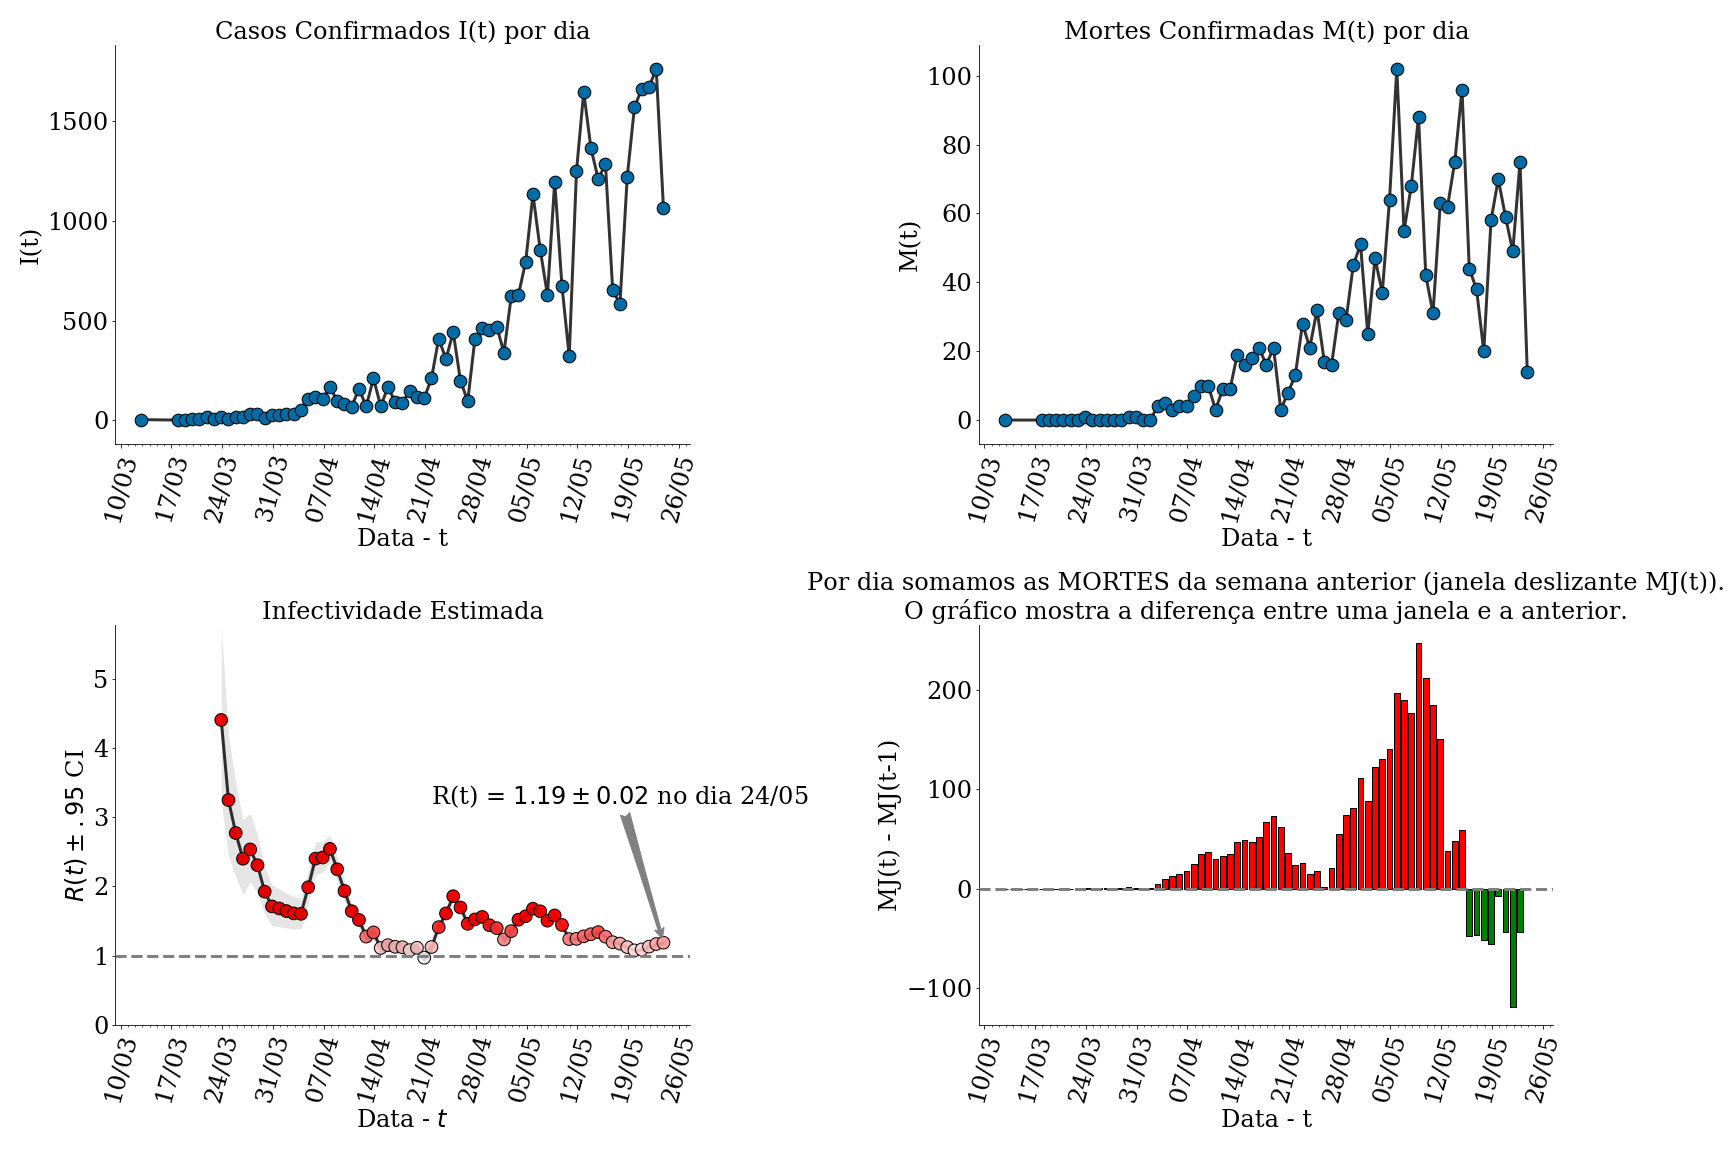 Casos Confirmados I(t) por dia
I(t)
1500
1000
500
0
10/03 17/03 24/03 31/03 07/04 14/04 21/04 28/04 05/05 12/05 19/05 26/05
Data - t
Mortes Confirmadas M(t) por dia
M(t)
100
80
60
40
20
0
10/03 17/03 24/03 31/03 07/04 14/04 21/04 28/04 05/05 12/05 19/05 26/05
Data - t
Infectividade Estimada
R(t) ± .95 CI
5
4
3
2
1
0
R(t) = 1.19 ± 0.02 no dia 24/05
10/03 17/03 24/03 31/03 07/04 14/04 21/04 28/04 05/05 12/05 19/05 26/05
Data - t
Por dia somamos as MORTES da semana anterior (janela deslizante MJ(t)).
O gráfico mostra a diferença entre uma janela e a anterior.
MJ(t) - MJ(t-1)
200
100
0
−100
10/03 17/03 24/03 31/03 07/04 14/04 21/04 28/04 05/05 12/05 19/05 26/05
Data - t